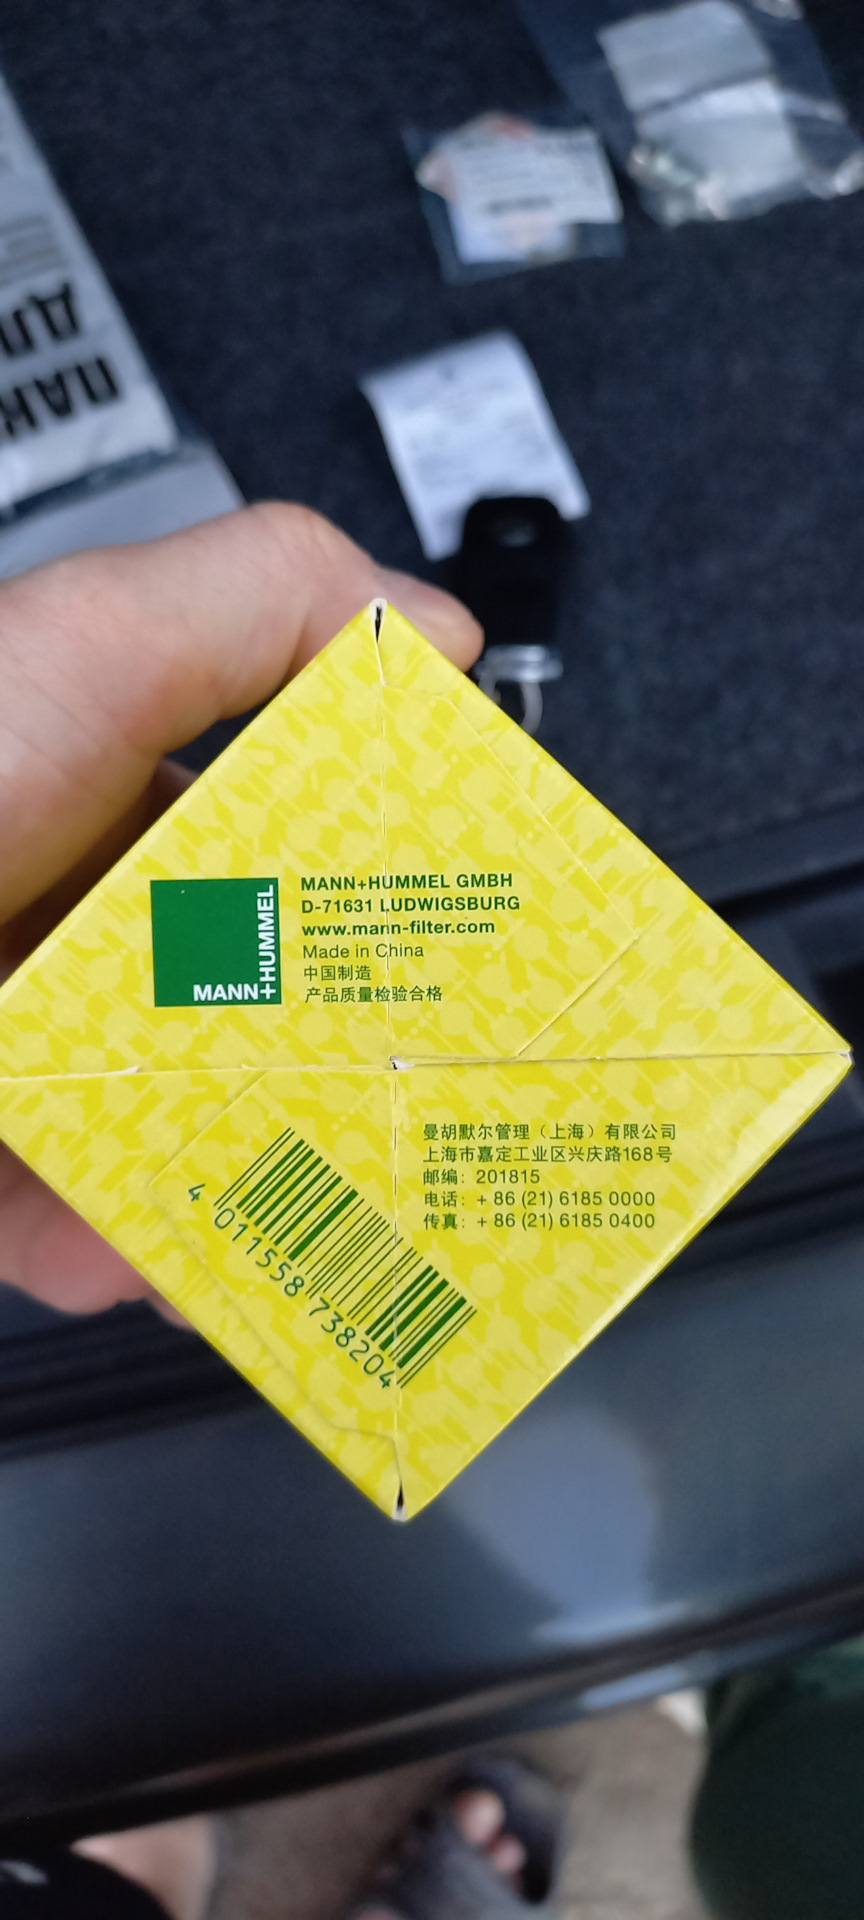 ПАК
ДЛ
MANN+HUMMEL
MANN+HUMMEL GMBH
D-71631 LUDWIGSBURG
www.mann-filter.com
Made in China
中国制造
产品质量检验合格
曼胡默尔管理（上海）有限公司
上海市嘉定工业区兴庆路168号
邮编：201815
电话：+ 86 (21) 6185 0000
传真：+ 86 (21) 6185 0400
4 011558 738204